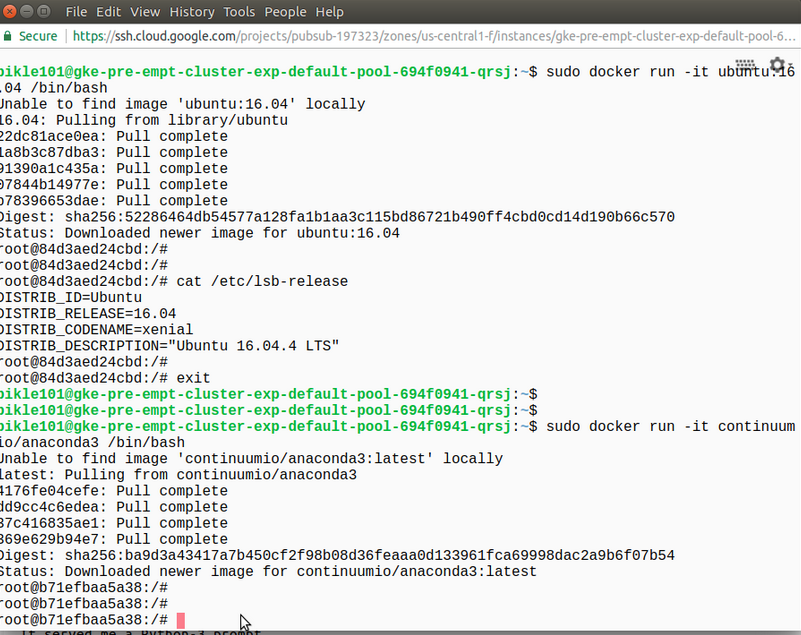 File Edit View History Tools People Help
Secure https://ssh.cloud.google.com/projects/pubsub-197323/zones/us-central1-f/instances/gke-pre-empt-cluster-exp-default-pool-6...
pikle101@gke-pre-empt-cluster-exp-default-pool-694f0941-qrsj:~$ sudo docker run -it ubuntu:16
.04 /bin/bash
Unable to find image 'ubuntu:16.04' locally
16.04: Pulling from library/ubuntu
22dc81ace0ea: Pull complete
1a8b3c87dba3: Pull complete
91390a1c435a: Pull complete
07844b14977e: Pull complete
b78396653dae: Pull complete
Digest: sha256:52286464db54577a128fa1b1aa3c115bd86721b490ff4cbd0cd14d190b66c570
Status: Downloaded newer image for ubuntu:16.04
root@84d3aed24cbd:/#
root@84d3aed24cbd:/#
root@84d3aed24cbd:/# cat /etc/lsb-release
DISTRIB_ID=Ubuntu
DISTRIB_RELEASE=16.04
DISTRIB_CODENAME=xenial
DISTRIB_DESCRIPTION="Ubuntu 16.04.4 LTS"
root@84d3aed24cbd:/#
root@84d3aed24cbd:/# exit
pikle101@gke-pre-empt-cluster-exp-default-pool-694f0941-qrsj:~$
pikle101@gke-pre-empt-cluster-exp-default-pool-694f0941-qrsj:~$
pikle101@gke-pre-empt-cluster-exp-default-pool-694f0941-qrsj:~$ sudo docker run -it continuum
io/anaconda3 /bin/bash
Unable to find image 'continuumio/anaconda3:latest' locally
latest: Pulling from continuumio/anaconda3
4176fe04cefe: Pull complete
dd9cc4c6edea: Pull complete
37c416835ae1: Pull complete
869e629b94e7: Pull complete
Digest: sha256:ba9d3a43417a7b450cf2f98b08d36feaaa0d133961fca69998dac2a9b6f07b54
Status: Downloaded newer image for continuumio/anaconda3:latest
root@b71efbaa5a38:/#
root@b71efbaa5a38:/#
root@b71efbaa5a38:/#
It served me a Python-3 prompt